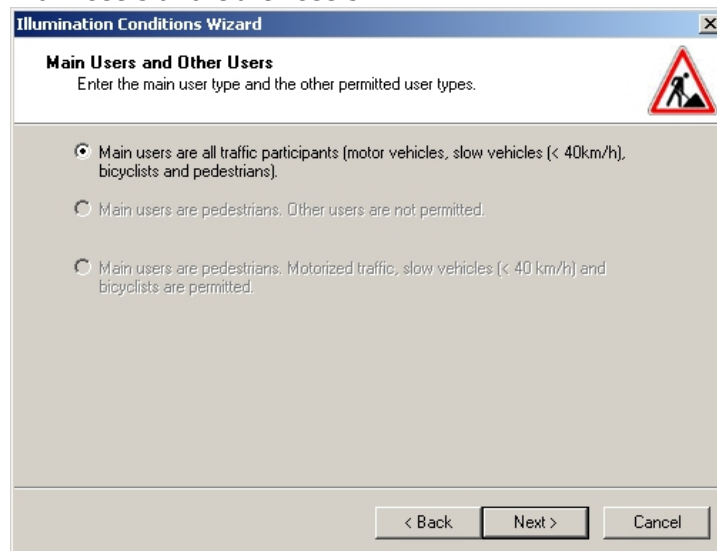 Illumination Conditions Wizard
Main Users and Other Users
Enter the main user type and the other permitted user types.
Main users are all traffic participants (motor vehicles, slow vehicles (< 40km/h),
bicyclists and pedestrians).
Main users are pedestrians. Other users are not permitted.
Main users are pedestrians. Motorized traffic, slow vehicles (< 40 km/h) and
bicyclists are permitted.
< Back
Next >
Cancel